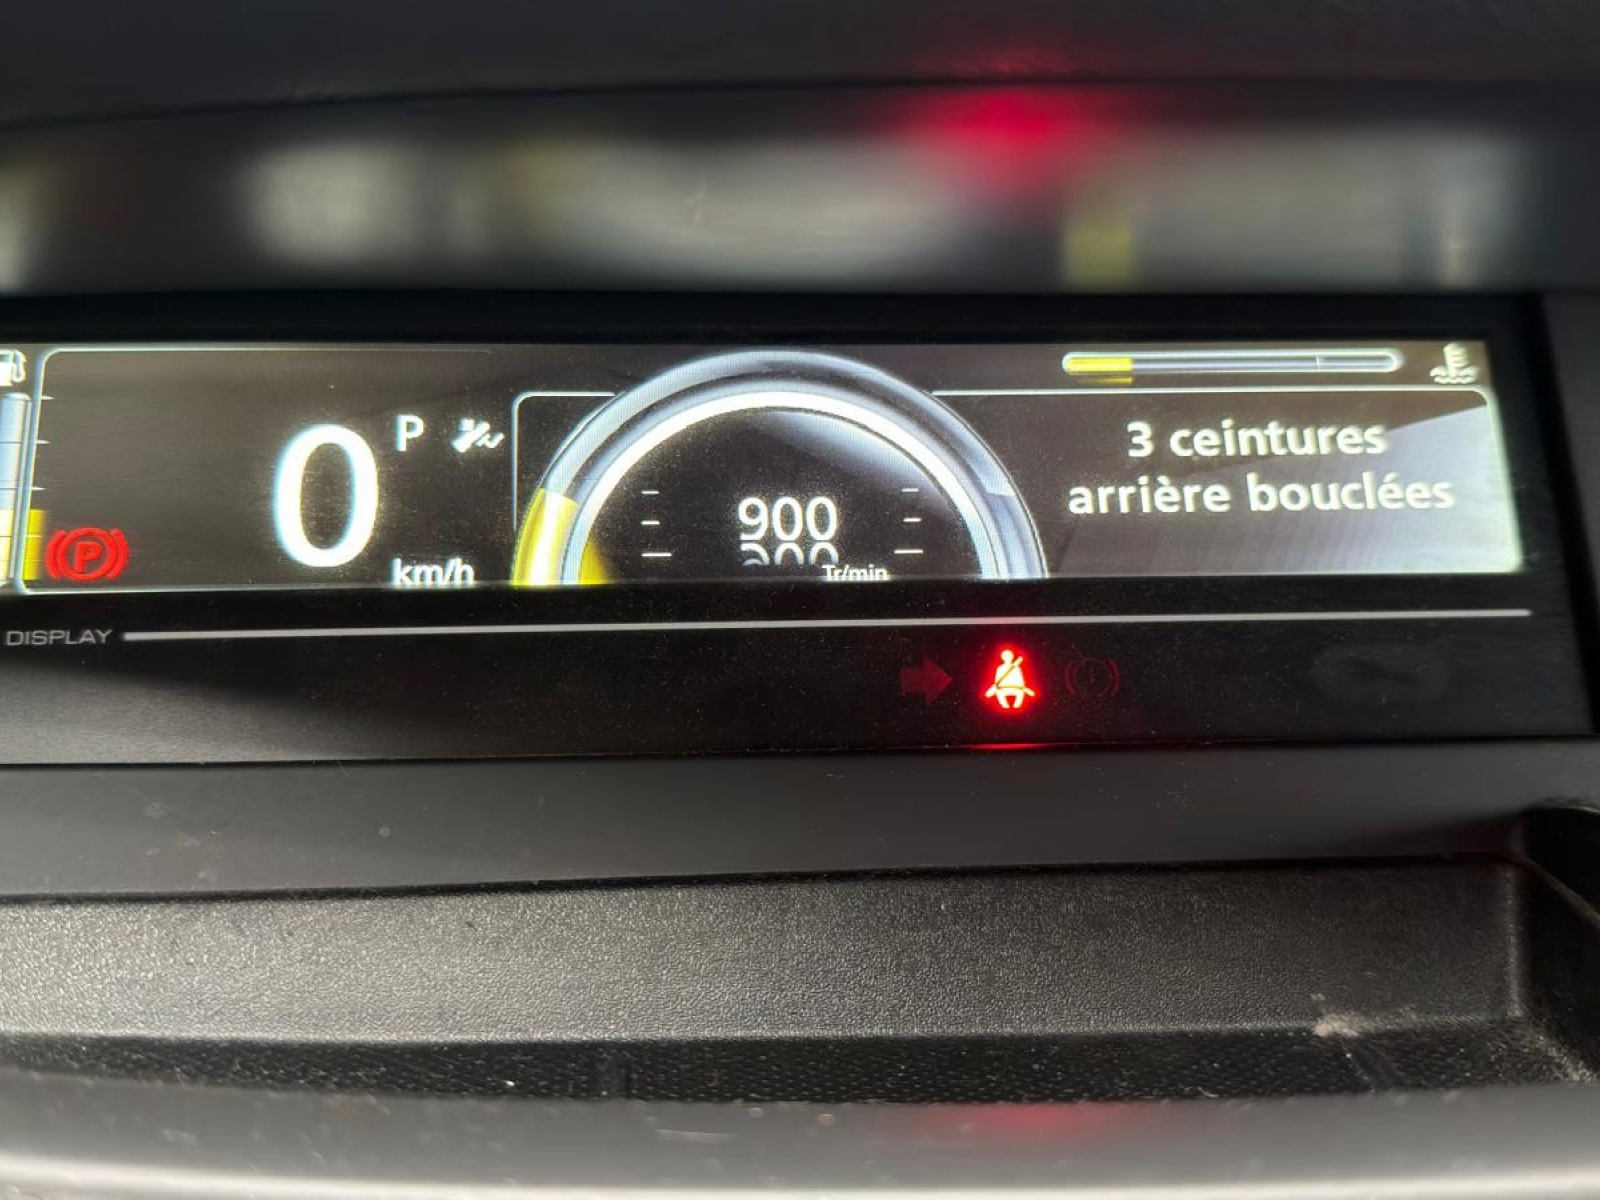 0
P
km/h
900
Tr/min
3 ceintures
arrière bouclées
P
DISPLAY